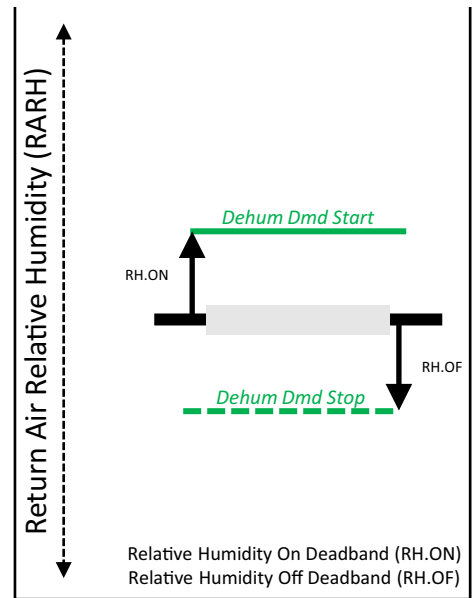 Return Air Relative Humidity (RARH)
Dehum Dmd Start
RH.ON
RH.OF
Dehum Dmd Stop
Relative Humidity On Deadband (RH.ON)
Relative Humidity Off Deadband (RH.OF)